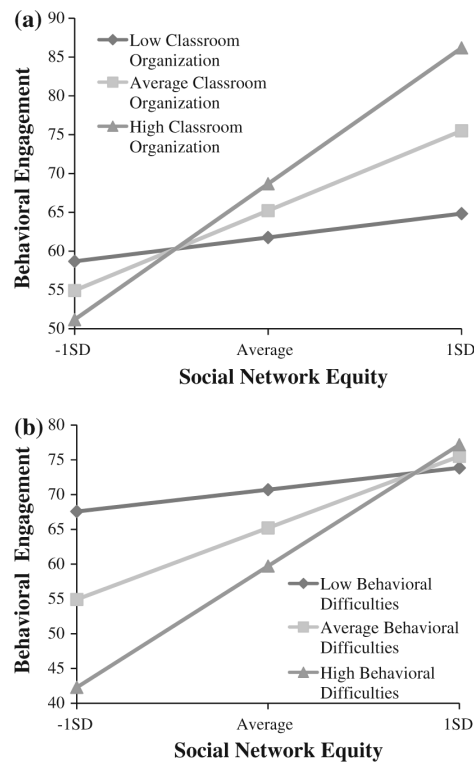 (a)
90
85
80
75
70
65
60
55
50
Behavioral Engagement
Low Classroom
Organization
Average Classroom
Organization
High Classroom
Organization
-1SD
Average
1SD
Social Network Equity
(b)
80
75
70
65
60
55
50
45
40
Behavioral Engagement
Low Behavioral
Difficulties
Average Behavioral
Difficulties
High Behavioral
Difficulties
-1SD
Average
1SD
Social Network Equity